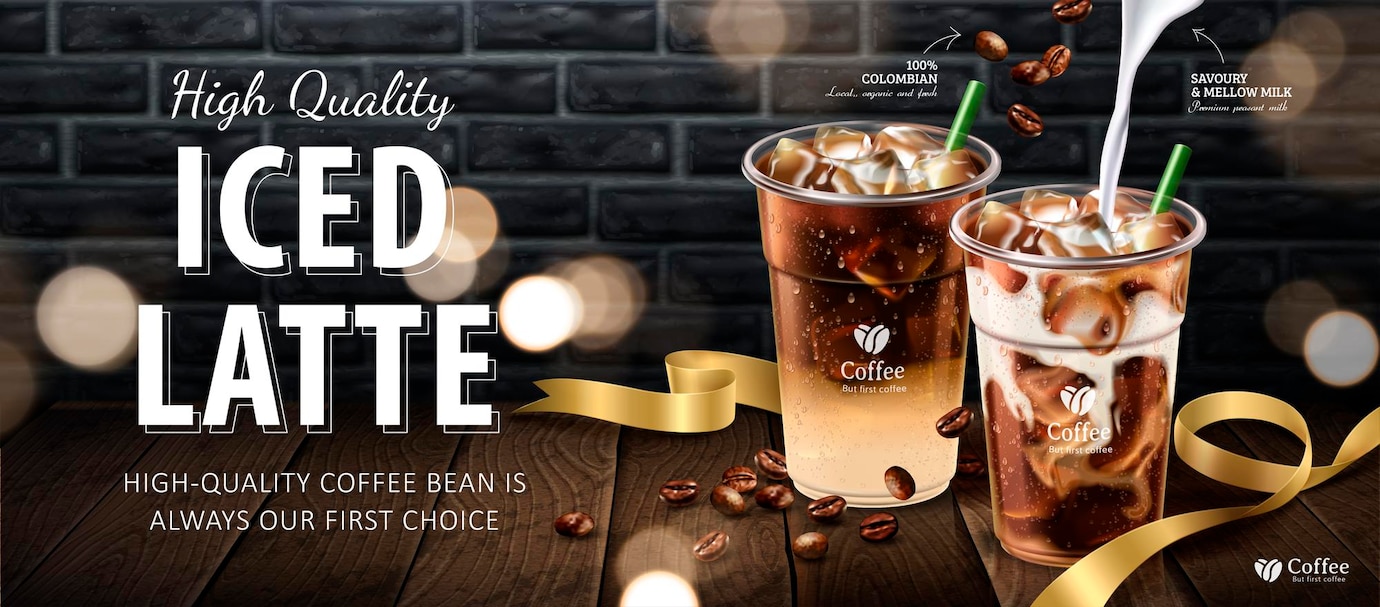 High Quality
ICED
LATTE
HIGH-QUALITY COFFEE BEAN IS
ALWAYS OUR FIRST CHOICE
100%
COLOMBIAN
Local,, organic and fresh
SAVOURY
& MELLOW MILK
Premium peasant milk
Coffee
But first coffee
Coffee
But first coffee
Coffee
But first coffee